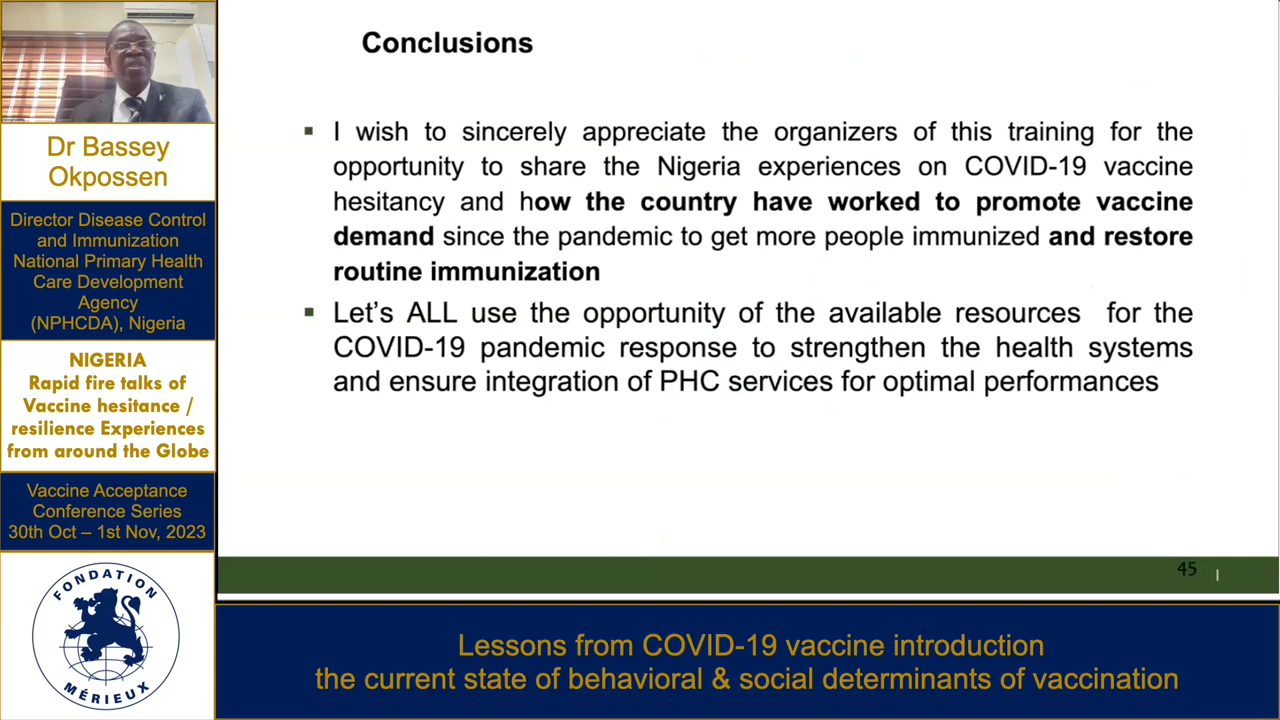 Dr Bassey
Okpossen
Director Disease Control
and Immunization
National Primary Health
Care Development
Agency
(NPHCDA), Nigeria
NIGERIA
Rapid fire talks of
Vaccine hesitance /
resilience Experiences
from around the Globe
Vaccine Acceptance
Conference Series
30th Oct – 1st Nov, 2023
FONDATION
MÉRIEUX
Conclusions
▪ I wish to sincerely appreciate the organizers of this training for the
opportunity to share the Nigeria experiences on COVID-19 vaccine
hesitancy and how the country have worked to promote vaccine
demand since the pandemic to get more people immunized and restore
routine immunization
▪ Let’s ALL use the opportunity of the available resources for the
COVID-19 pandemic response to strengthen the health systems
and ensure integration of PHC services for optimal performances
45 |
Lessons from COVID-19 vaccine introduction
the current state of behavioral & social determinants of vaccination